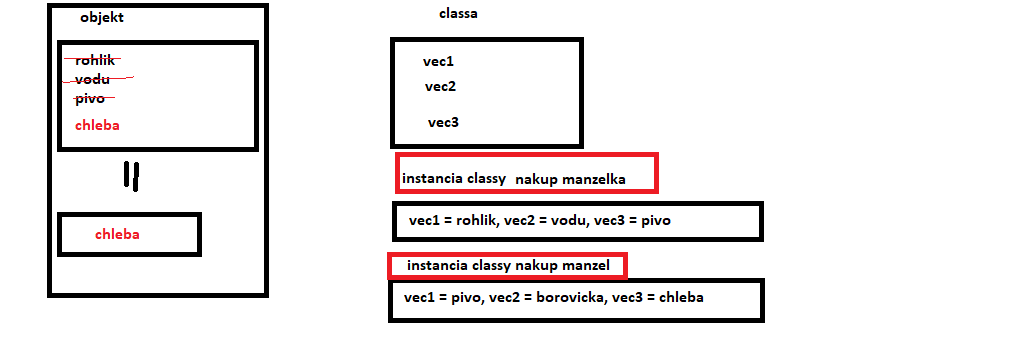 objekt
rohlik
vodu
pivo
chleba
chleba
classa
vec1
vec2
vec3
instancia classy nakup manzelka
vec1 = rohlik, vec2 = vodu, vec3 = pivo
instancia classy nakup manzel
vec1 = pivo, vec2 = borovicka, vec3 = chleba